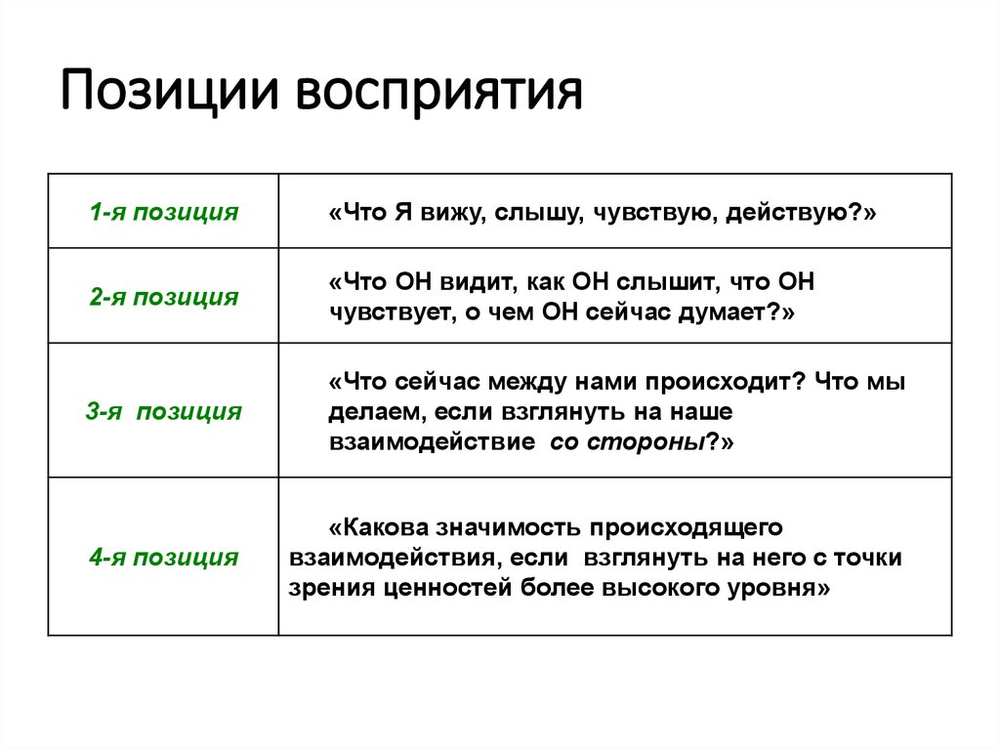 Позиции восприятия
1-я позиция
«Что Я вижу, слышу, чувствую, действую?»
2-я позиция
«Что ОН видит, как ОН слышит, что ОН
чувствует, о чем ОН сейчас думает?»
3-я позиция
«Что сейчас между нами происходит? Что мы
делаем, если взглянуть на наше
взаимодействие со стороны?»
4-я позиция
«Какова значимость происходящего
взаимодействия, если взглянуть на него с точки
зрения ценностей более высокого уровня»